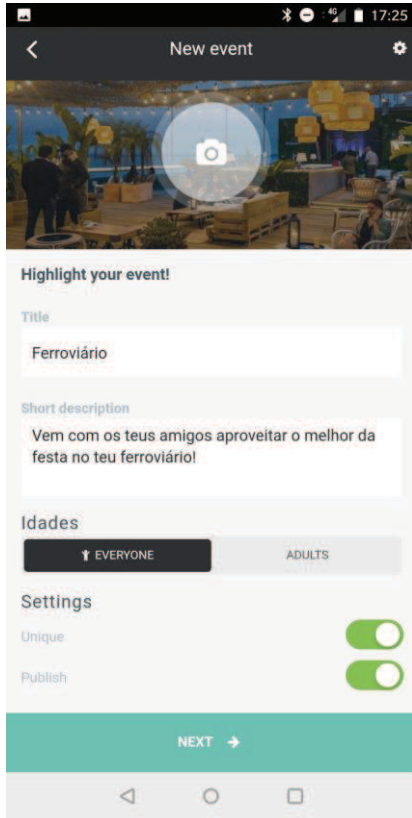 4G 17:25
New event
Highlight your event!
Title
Ferroviário
Short description
Vem com os teus amigos aproveitar o melhor da
festa no teu ferroviário!
Idades
EVERYONE ADULTS
Settings
Unique
Publish
NEXT